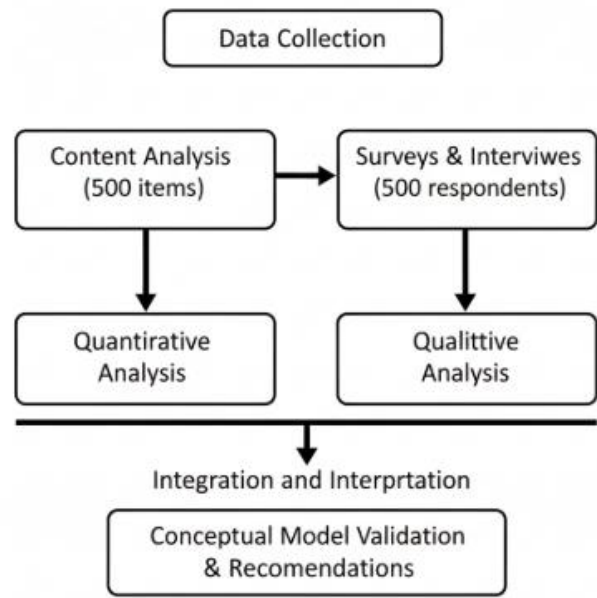 Data Collection
Content Analysis
(500 items)
Surveys & Interviwes
(500 respondents)
Quantirative
Analysis
Qualittive
Analysis
Integration and Interprtation
Conceptual Model Validation
& Recomendations